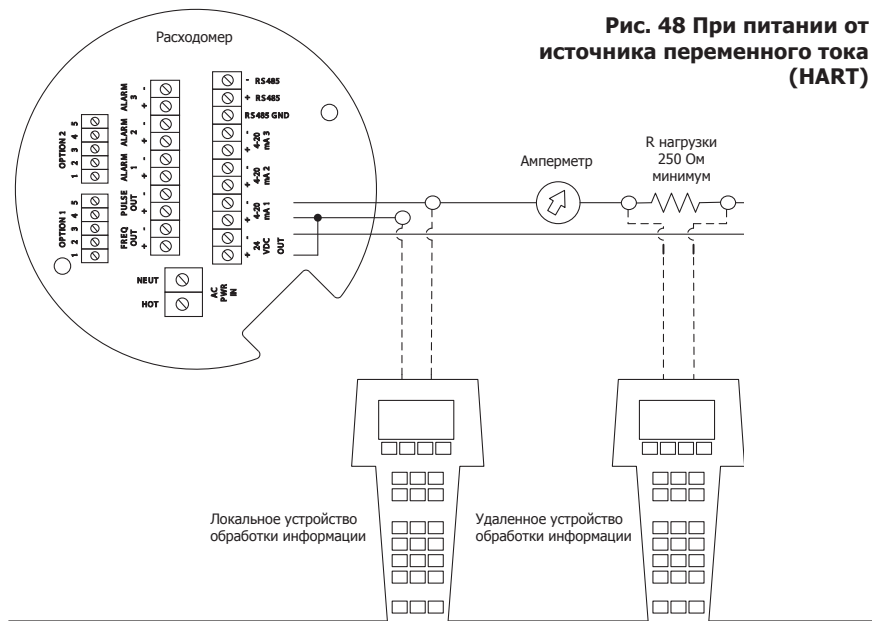 Рис. 48 При питании от
источника переменного тока
(HART)
Расходомер
- RS485
+ RS485
RS485 GND
- 4-20
+ mA 3
- 4-20
+ mA 2
- 4-20
+ mA 1
- 24
VDC
+ OUT
ALARM
3
- +
ALARM
2
- +
ALARM
1
- +
PULSE
OUT
- +
FREQ
OUT
- +
OPTION 2
5
4
3
2
1
OPTION 1
5
4
3
2
1
NEUT
HOT
AC
PWR
IN
Амперметр
R нагрузки
250 Ом
минимум
Локальное устройство
обработки информации
Удаленное устройство
обработки информации